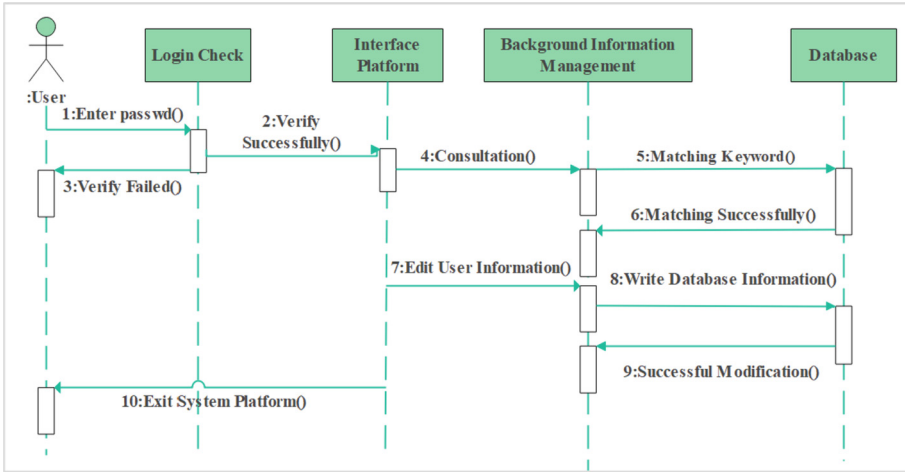 Login Check
Interface
Platform
Background Information
Management
Database
:User
1:Enter passwd()
2:Verify
Successfully()
3:Verify Failed()
4:Consultation()
5:Matching Keyword()
6:Matching Successfully()
7:Edit User Information()
8:Write Database Information()
9:Successful Modification()
10:Exit System Platform()